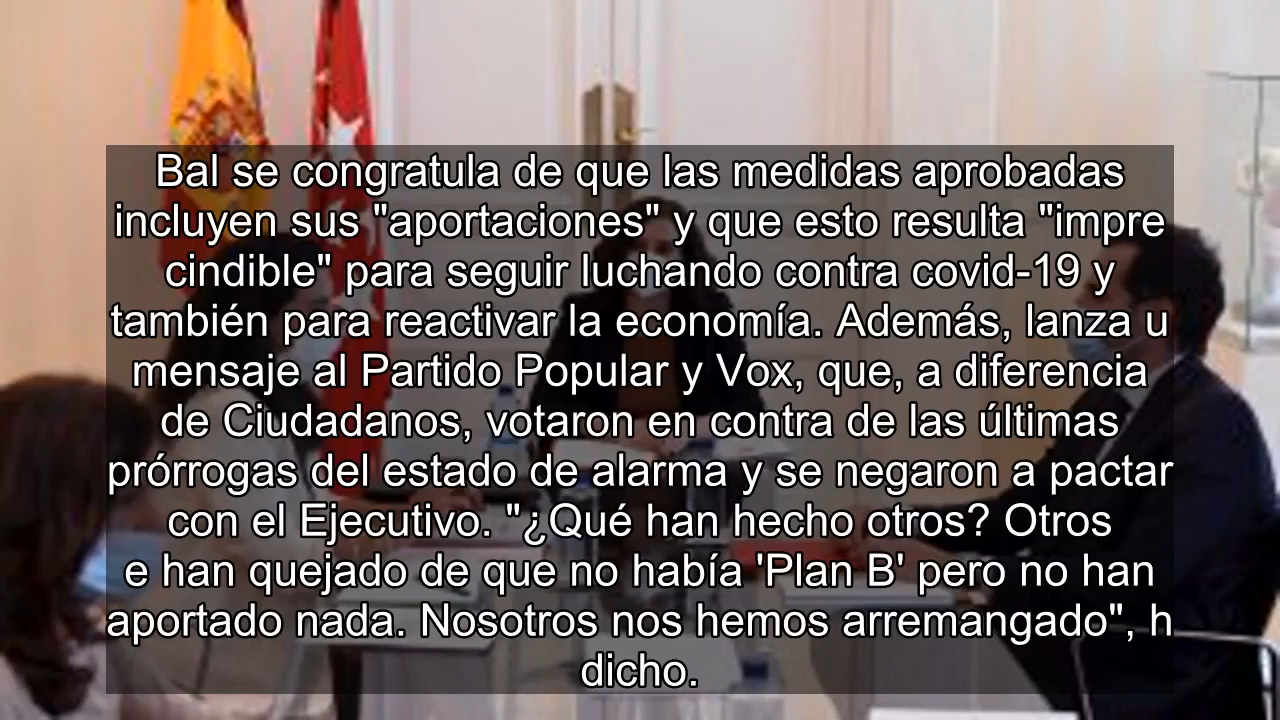 Bal se congratula de que las medidas aprobadas
incluyen sus "aportaciones" y que esto resulta "impre
cindible" para seguir luchando contra covid-19 y
también para reactivar la economía. Además, lanza u
mensaje al Partido Popular y Vox, que, a diferencia
de Ciudadanos, votaron en contra de las últimas
prórrogas del estado de alarma y se negaron a pactar
con el Ejecutivo. "¿Qué han hecho otros? Otros
e han quejado de que no había 'Plan B' pero no han
aportado nada. Nosotros nos hemos arremangado", h
dicho.